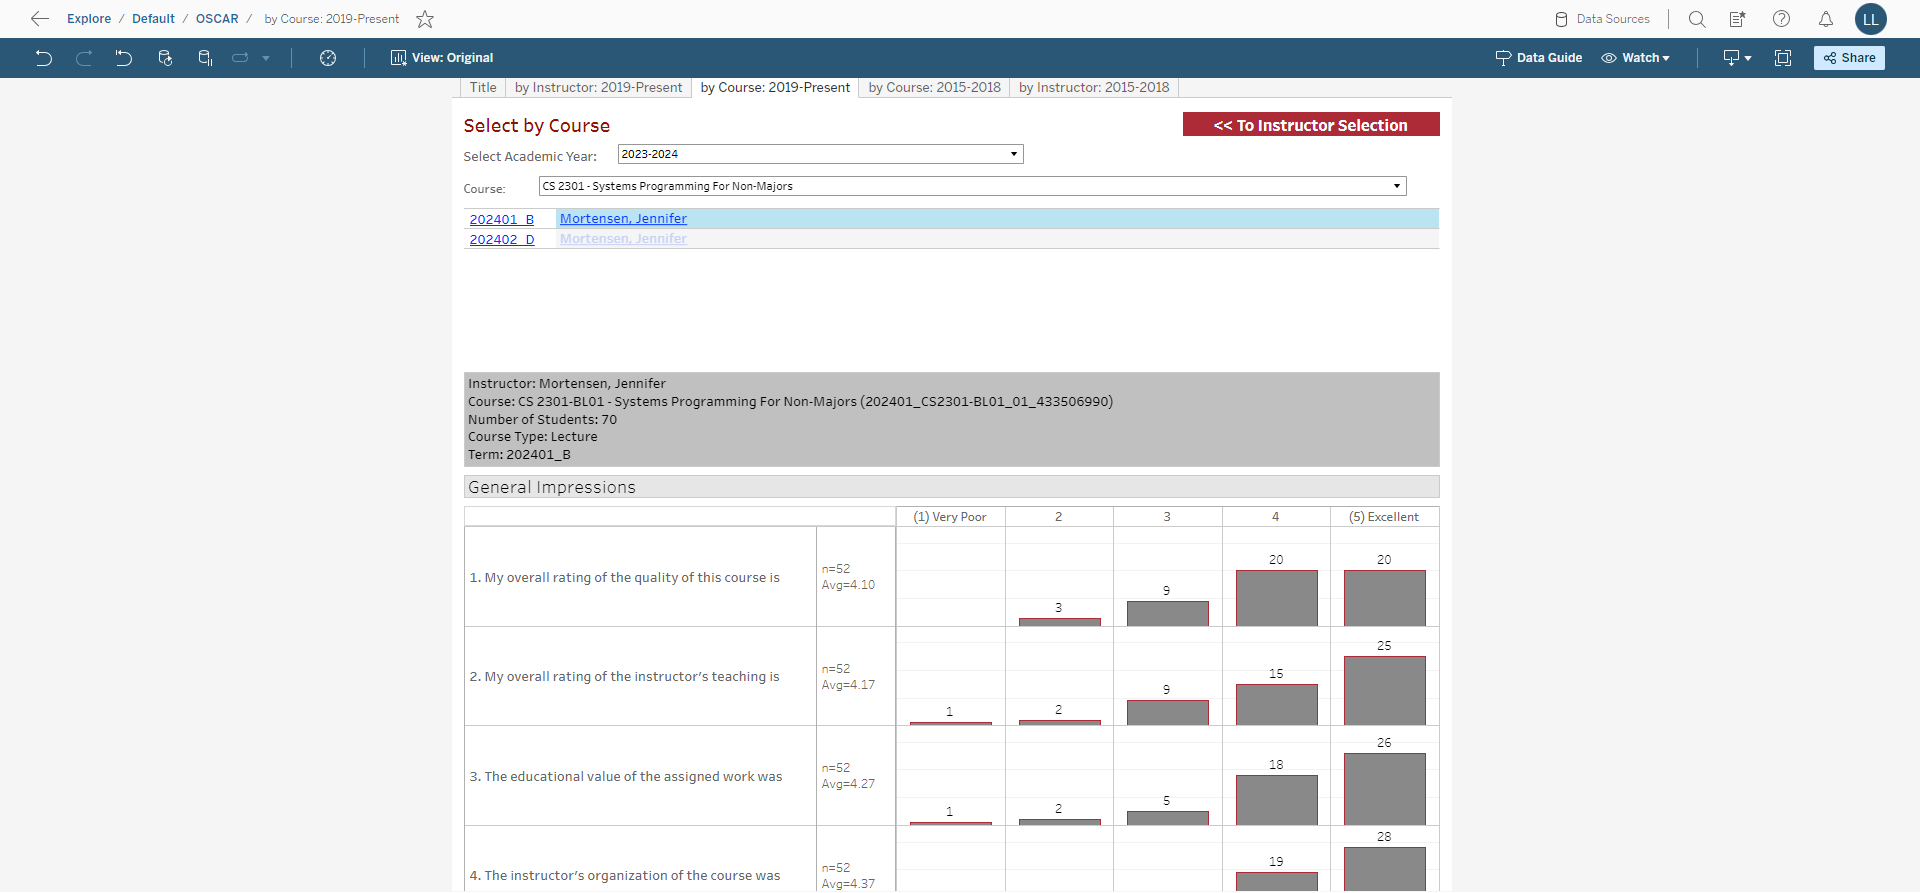 Explore / Default / OSCAR / by Course: 2019-Present
Data Sources
LL
View: Original
Data Guide
Watch
Share
Title
by Instructor: 2019-Present
by Course: 2019-Present
by Course: 2015-2018
by Instructor: 2015-2018
Select by Course
<< To Instructor Selection
Select Academic Year:
2023-2024
Course:
CS 2301 - Systems Programming For Non-Majors
202401_B Mortensen, Jennifer
202402_D Mortensen, Jennifer
Instructor: Mortensen, Jennifer
Course: CS 2301-BL01 - Systems Programming For Non-Majors (202401_CS2301-BL01_01_433506990)
Number of Students: 70
Course Type: Lecture
Term: 202401_B
General Impressions
(1) Very Poor 2 3 4 (5) Excellent
1. My overall rating of the quality of this course is
n=52
Avg=4.10
3 9 20 20
2. My overall rating of the instructor's teaching is
n=52
Avg=4.17
1 2 9 15 25
3. The educational value of the assigned work was
n=52
Avg=4.27
1 2 5 18 26
4. The instructor's organization of the course was
n=52
Avg=4.37
19 28